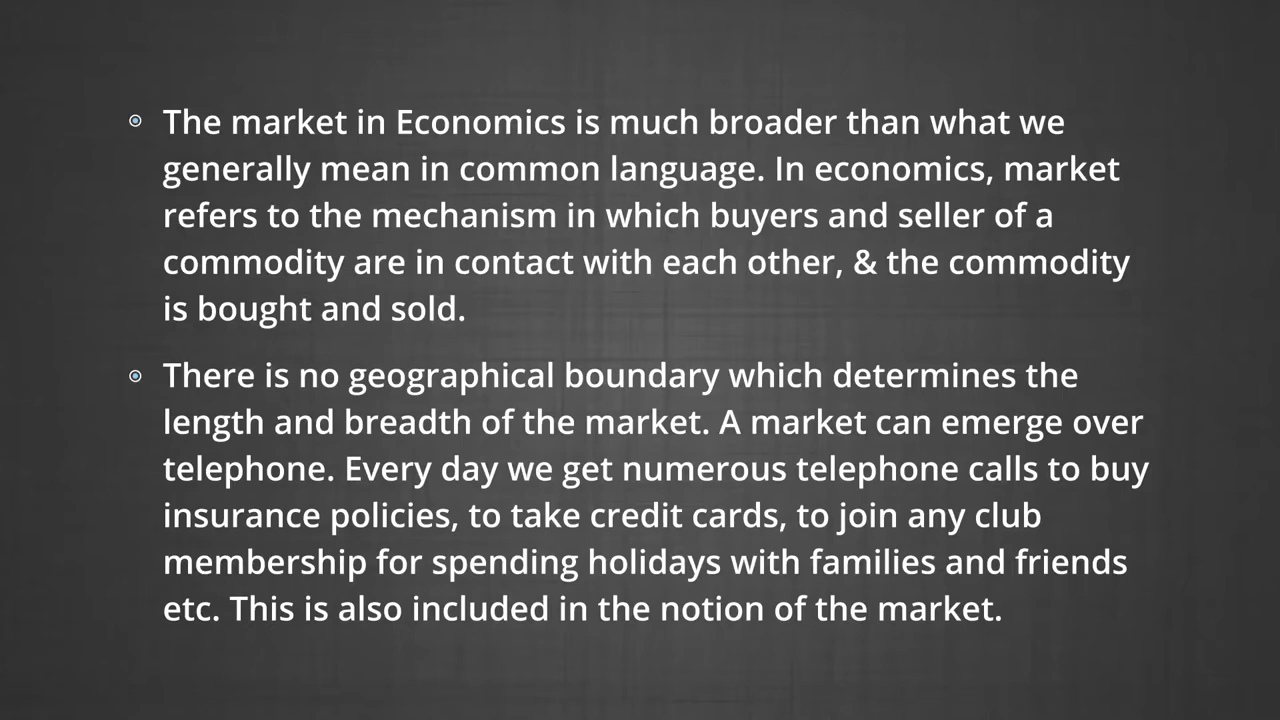 The market in Economics is much broader than what we
generally mean in common language. In economics, market
refers to the mechanism in which buyers and seller of a
commodity are in contact with each other, & the commodity
is bought and sold.
There is no geographical boundary which determines the
length and breadth of the market. A market can emerge over
telephone. Every day we get numerous telephone calls to buy
insurance policies, to take credit cards, to join any club
membership for spending holidays with families and friends
etc. This is also included in the notion of the market.